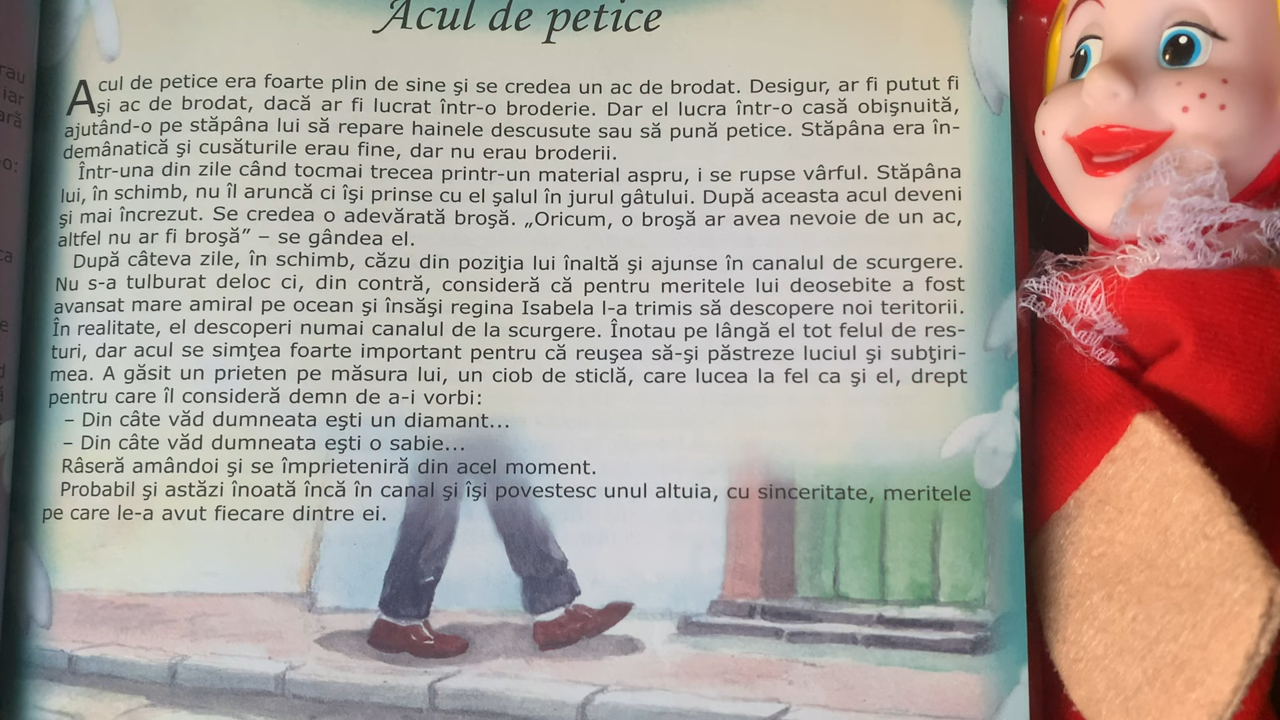 rau
iar
ară
o:
ca
e
d
ă
Acul de petice
Acul de petice era foarte plin de sine şi se credea un ac de brodat. Desigur, ar fi putut fi
şi ac de brodat, dacă ar fi lucrat într-o broderie. Dar el lucra într-o casă obişnuită,
ajutând-o pe stăpâna lui să repare hainele descusute sau să pună petice. Stăpâna era în-
demânatică şi cusăturile erau fine, dar nu erau broderii.
Într-una din zile când tocmai trecea printr-un material aspru, i se rupse vârful. Stăpâna
lui, în schimb, nu îl aruncă ci îşi prinse cu el şalul în jurul gâtului. După aceasta acul deveni
şi mai încrezut. Se credea o adevărată broşă. „Oricum, o broşă ar avea nevoie de un ac,
altfel nu ar fi broşă” – se gândea el.
După câteva zile, în schimb, căzu din poziţia lui înaltă şi ajunse în canalul de scurgere.
Nu s-a tulburat deloc ci, din contră, consideră că pentru meritele lui deosebite a fost
avansat mare amiral pe ocean şi însăşi regina Isabela l-a trimis să descopere noi teritorii.
În realitate, el descoperi numai canalul de la scurgere. Înotau pe lângă el tot felul de res-
turi, dar acul se simţea foarte important pentru că reuşea să-şi păstreze luciul şi subţiri-
mea. A găsit un prieten pe măsura lui, un ciob de sticlă, care lucea la fel ca şi el, drept
pentru care îl consideră demn de a-i vorbi:
– Din câte văd dumneata eşti un diamant...
– Din câte văd dumneata eşti o sabie...
Râseră amândoi şi se împrieteniră din acel moment.
Probabil şi astăzi înoată încă în canal şi îşi povestesc unul altuia, cu sinceritate, meritele
pe care le-a avut fiecare dintre ei.